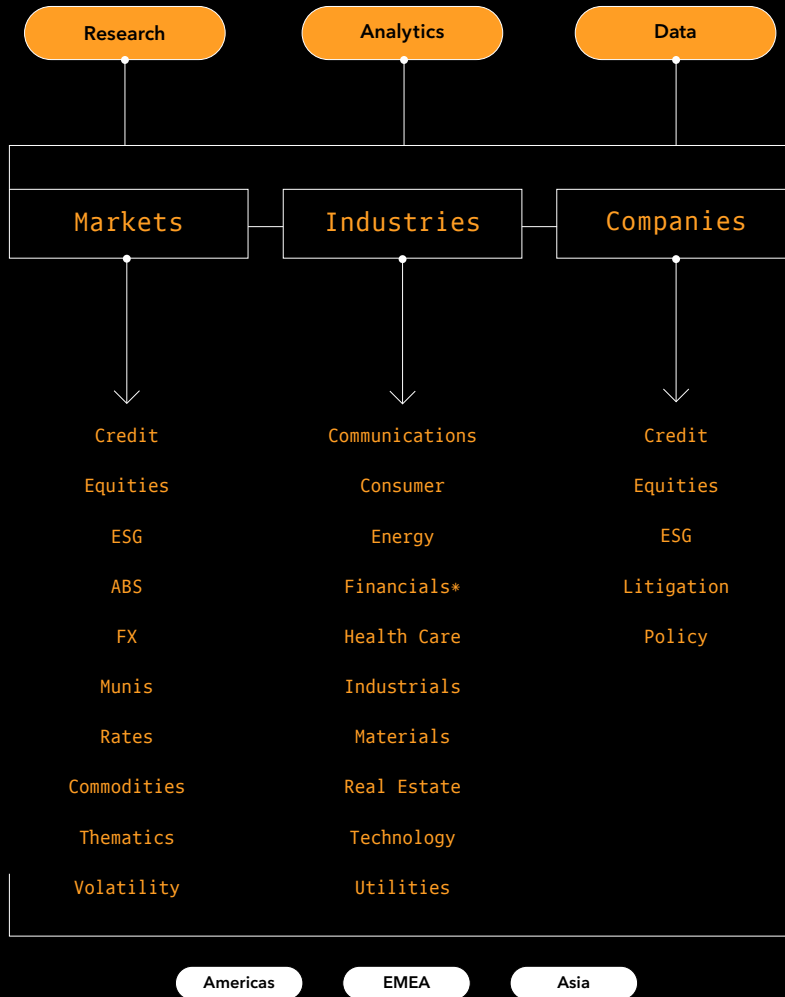 Research
Analytics
Data
Markets
Industries
Companies
Credit
Equities
ESG
ABS
FX
Munis
Rates
Commodities
Thematics
Volatility
Communications
Consumer
Energy
Financials*
Health Care
Industrials
Materials
Real Estate
Technology
Utilities
Credit
Equities
ESG
Litigation
Policy
Americas
EMEA
Asia